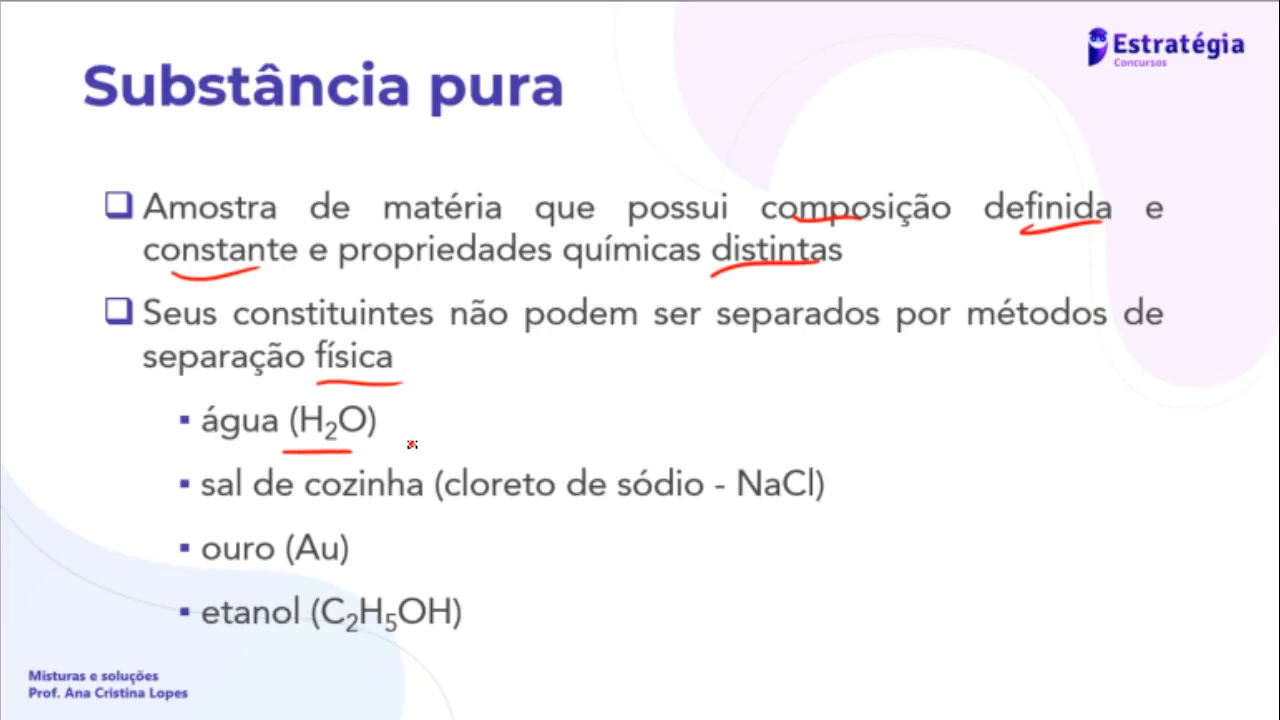 Estratégia
Concursos
Substância pura
Amostra de matéria que possui composição definida e
constante e propriedades químicas distintas
Seus constituintes não podem ser separados por métodos de
separação física
▪ água (H₂O)
▪ sal de cozinha (cloreto de sódio - NaCl)
▪ ouro (Au)
▪ etanol (C₂H₅OH)
Misturas e soluções
Prof. Ana Cristina Lopes